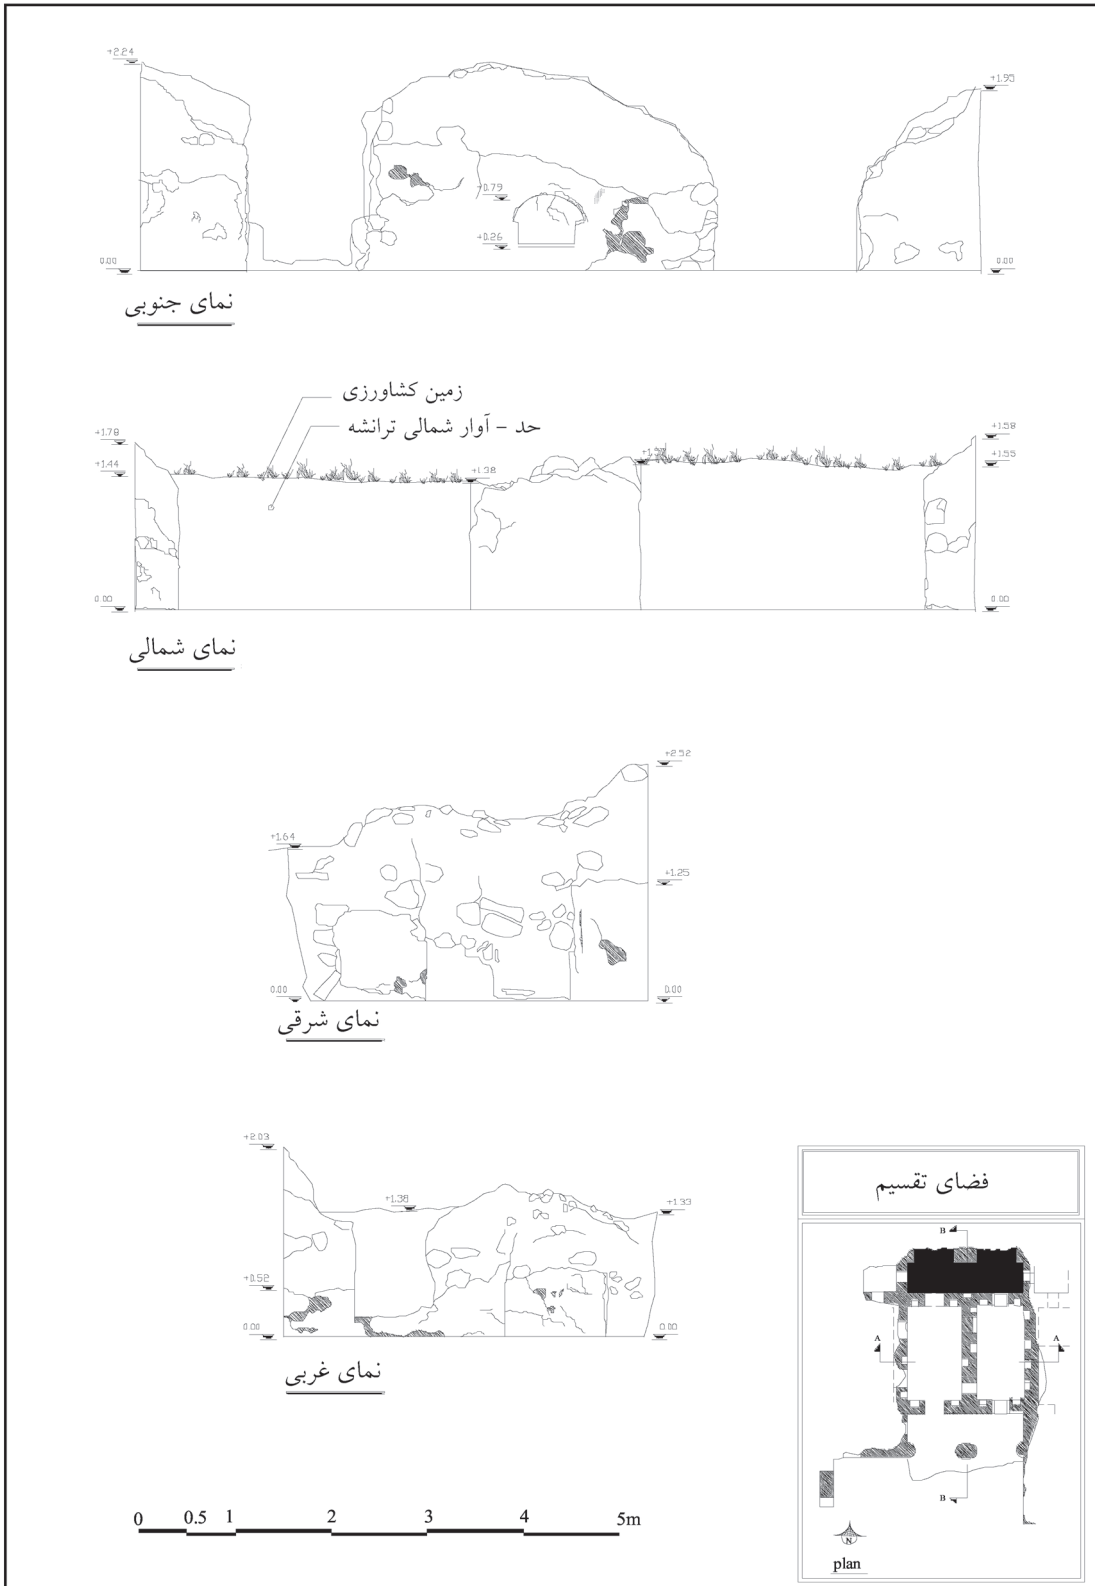 +2.24
+1.95
+0.79
+0.26
0.00
0.00
نمای جنوبی
زمین کشاورزی
حد - آوار شمالی ترانشه
+1.78
+1.58
+1.44
+1.38
+1.55
0.00
0.00
نمای شمالی
+2.52
+1.64
+1.25
0.00
0.00
نمای شرقی
+2.03
+1.38
+1.33
+0.52
0.00
0.00
نمای غربی
فضای تقسیم
B
A
A
B
N
plan
0 0.5 1 2 3 4 5m